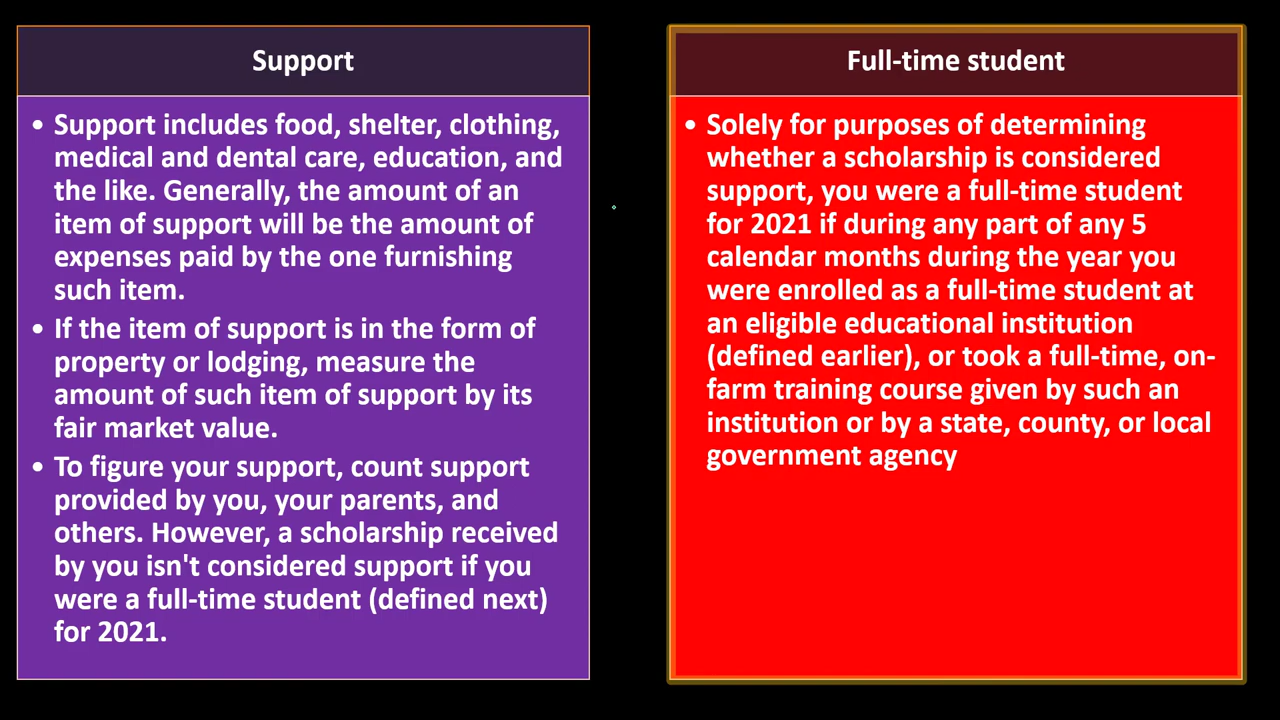 Support
• Support includes food, shelter, clothing,
medical and dental care, education, and
the like. Generally, the amount of an
item of support will be the amount of
expenses paid by the one furnishing
such item.
• If the item of support is in the form of
property or lodging, measure the
amount of such item of support by its
fair market value.
• To figure your support, count support
provided by you, your parents, and
others. However, a scholarship received
by you isn't considered support if you
were a full-time student (defined next)
for 2021.
Full-time student
• Solely for purposes of determining
whether a scholarship is considered
support, you were a full-time student
for 2021 if during any part of any 5
calendar months during the year you
were enrolled as a full-time student at
an eligible educational institution
(defined earlier), or took a full-time, on-
farm training course given by such an
institution or by a state, county, or local
government agency